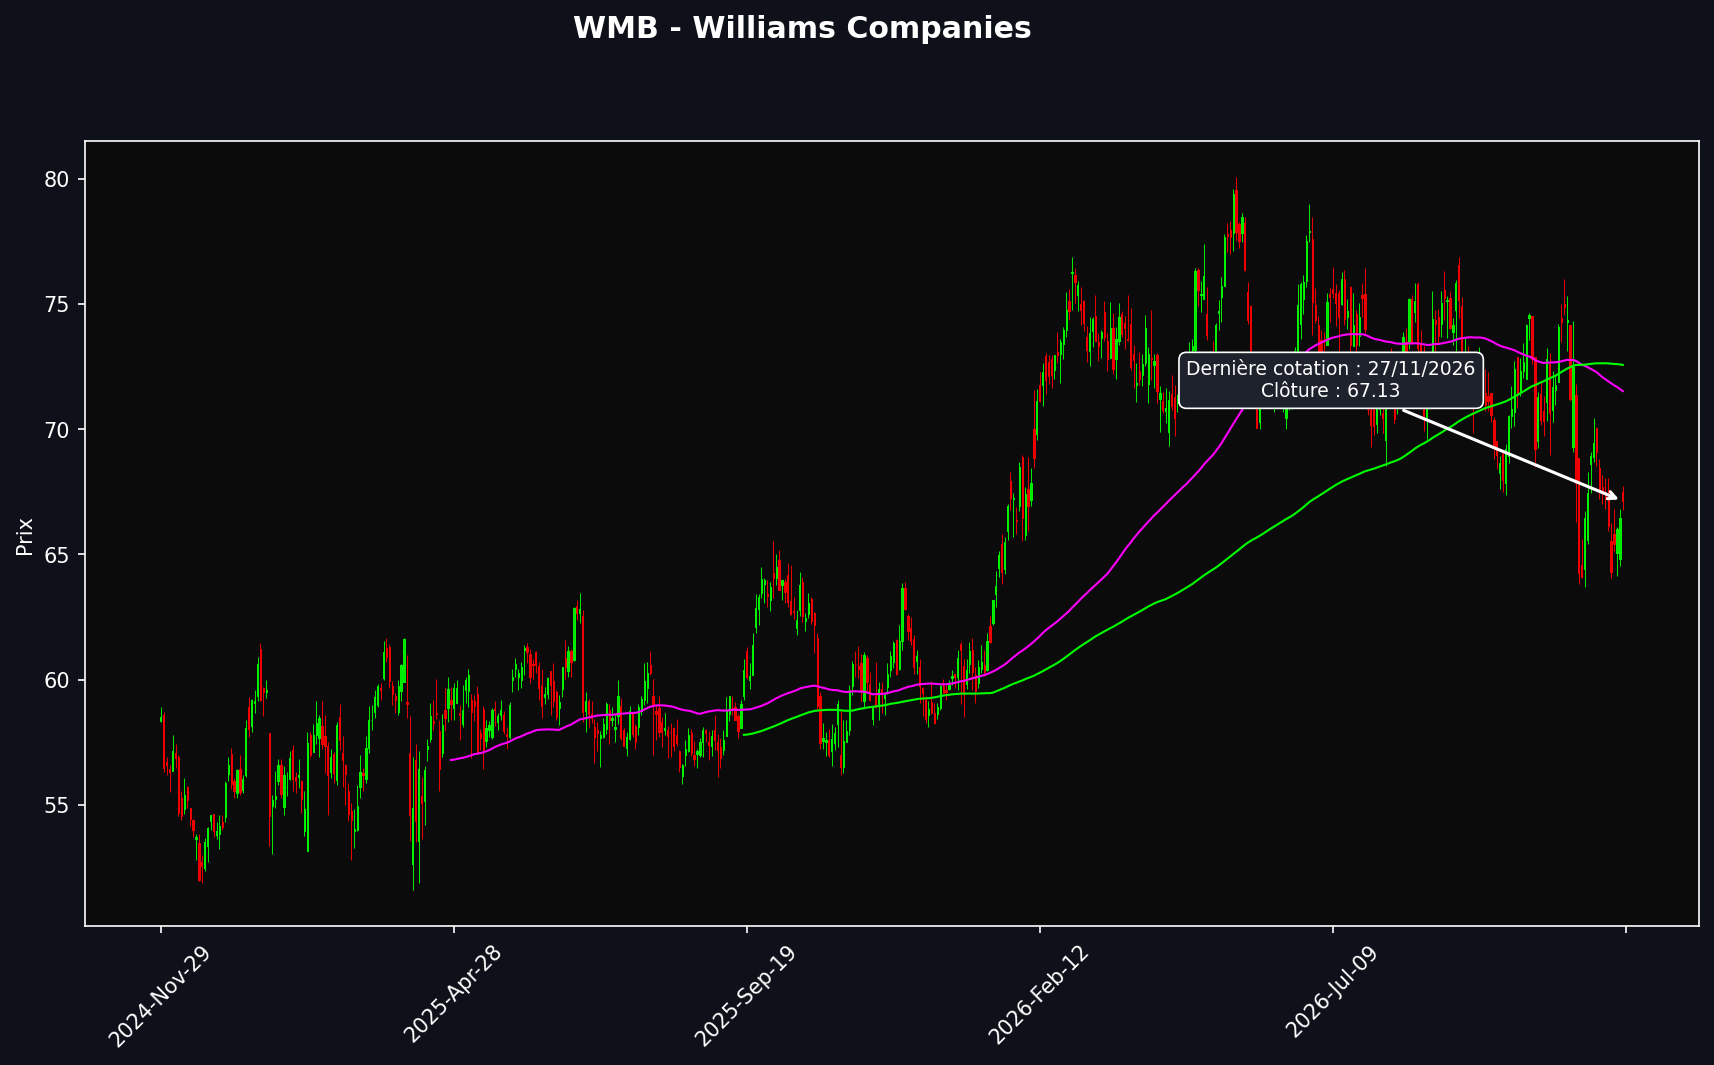 WMB - Williams Companies
Prix
80
75
70
65
60
55
Dernière cotation : 27/11/2026
Clôture : 67.13
2024-Nov-29
2025-Apr-28
2025-Sep-19
2026-Feb-12
2026-Jul-09